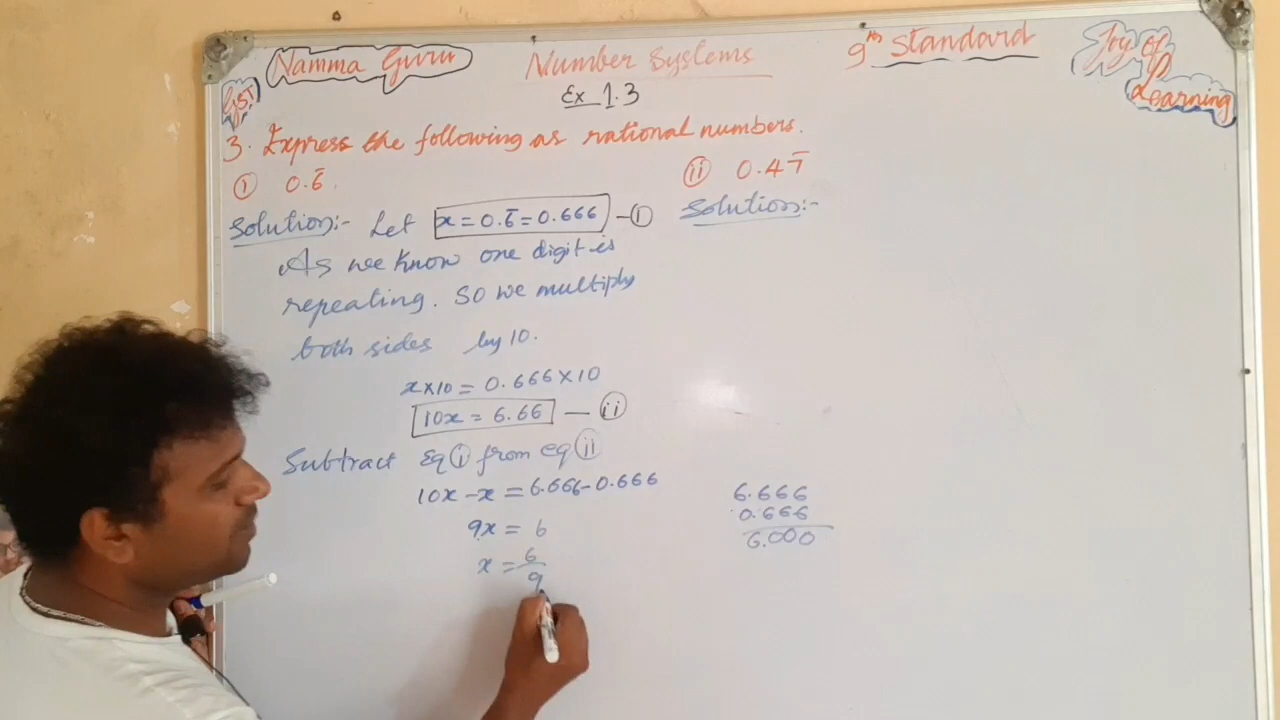 Namma Guru
Number Systems
9th Standard
Joy of
Learning
GST
Ex 1.3
3. Express the following as rational numbers.
(i) 0.6̅.
(ii) 0.47̅
Solution:- Let x = 0.6̅ = 0.666 - (i)
As we know one digit is
repeating. So we multiply
both sides by 10.
x×10 = 0.666×10
10x = 6.66 — (ii)
Subtract Eq (i) from eq (ii)
10x - x = 6.666 - 0.666
9x = 6
x = 6/9
Solution:-
6.666
0.666
6.000